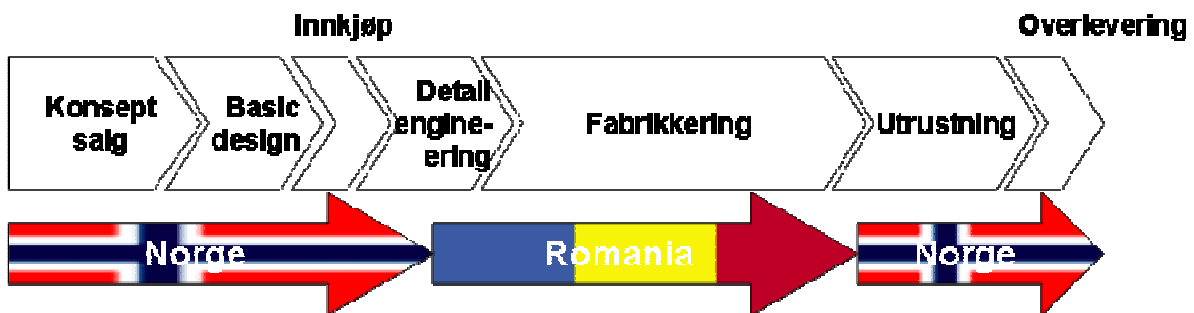 Innkjøp
Overlevering
Konsept
salg
Basic
design
Detail
engine-
ering
Fabrikkering
Utrustning
Norge
Romania
Norge